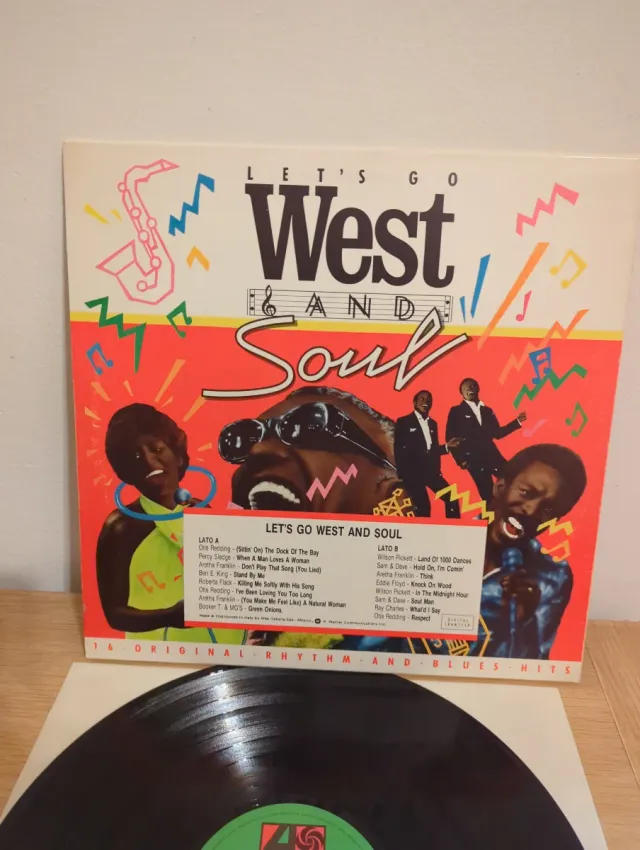 LET'S GO
West
AND
Soul
LET'S GO WEST AND SOUL
LATO A
Otis Redding - (Sittin' On) The Dock Of The Bay
Percy Sledge - When A Man Loves A Woman
Aretha Franklin - Don't Play That Song (You Lied)
Ben E. King - Stand By Me
Roberta Flack - Killing Me Softly With His Song
Otis Redding - I've Been Loving You Too Long
Aretha Franklin - (You Make Me Feel Like) A Natural Woman
Booker T. & MG'S - Green Onions.
LATO B
Wilson Pickett - Land Of 1000 Dances
Sam & Dave - Hold On, I'm Comin'
Aretha Frenklin - Think
Eddie Floyd - Knock On Wood
Wilson Pickett - In The Midnight Hour
Sam & Dave - Soul Man
Ray Charles - What'd I Say
Otis Redding - Respect
DIGITAL
16 · ORIGINAL · RHYTHM · AND · BLUES · HITS